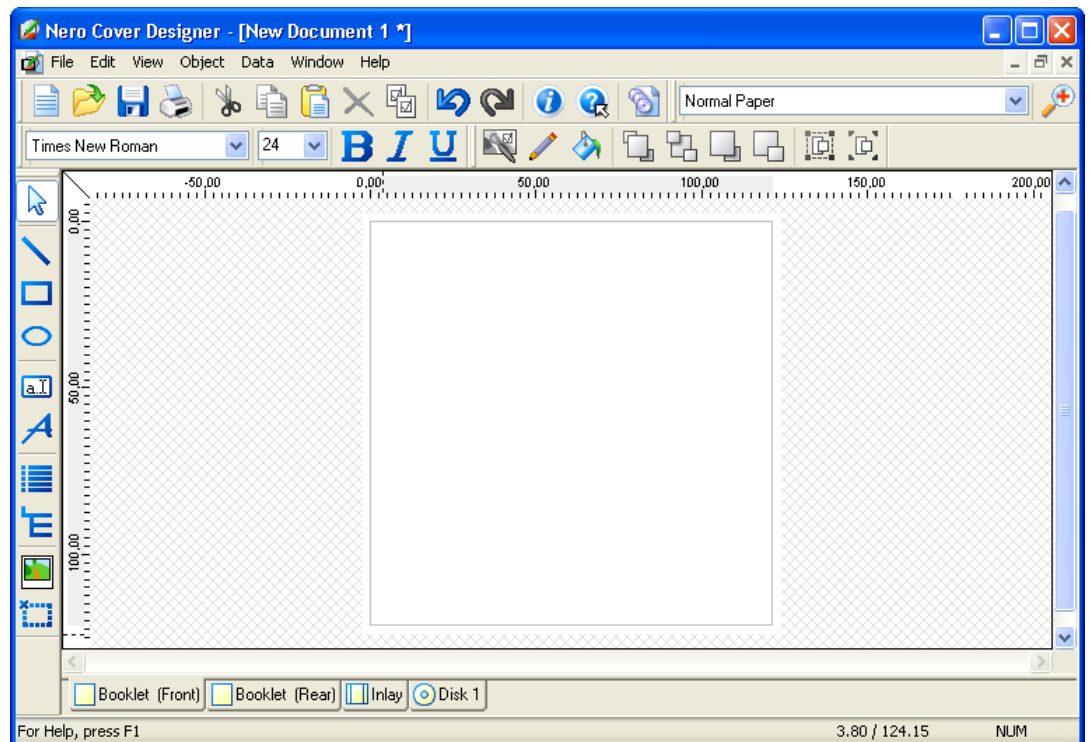 Nero Cover Designer - [New Document 1 *]
File Edit View Object Data Window Help
Normal Paper
Times New Roman 24 B I U
-50,00 0,00 50,00 100,00 150,00 200,00
0,00
50,00
100,00
a.I
A
E
Booklet (Front) Booklet (Rear) Inlay Disk 1
For Help, press F1 3.80 / 124.15 NUM